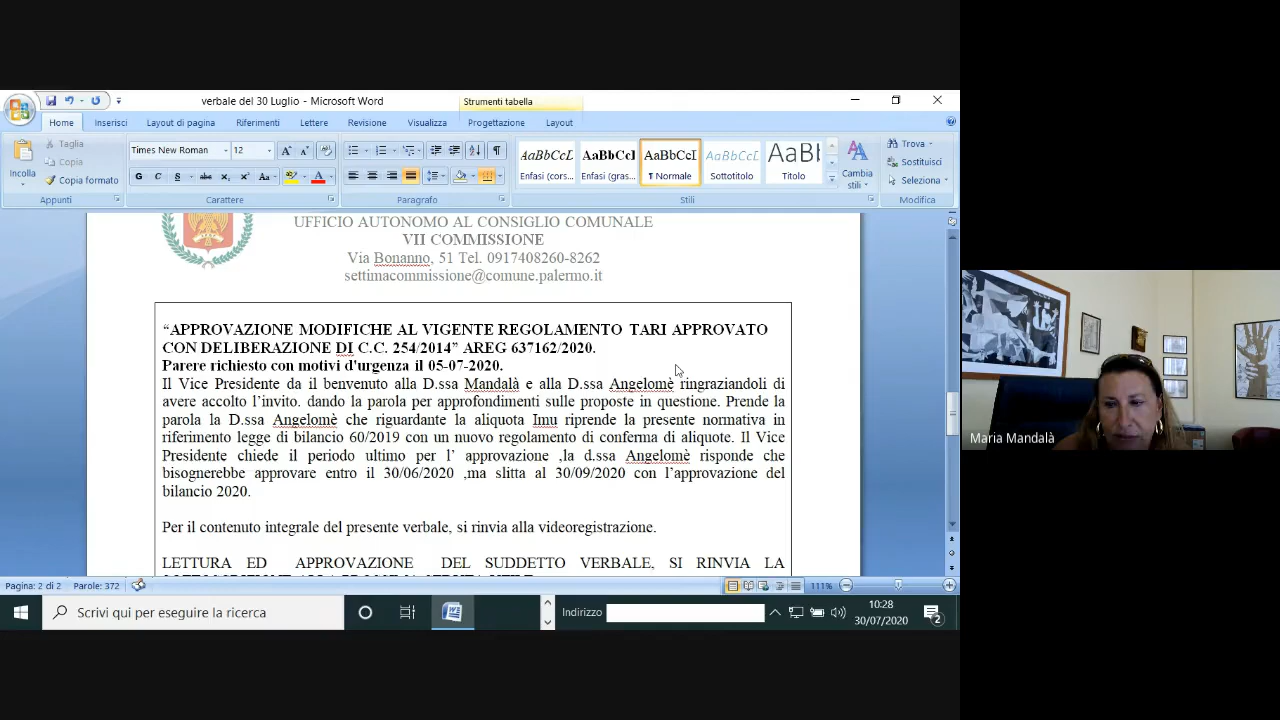 verbale del 30 Luglio - Microsoft Word
Strumenti tabella
Home Inserisci Layout di pagina Riferimenti Lettere Revisione Visualizza Progettazione Layout
Incolla
Taglia
Copia
Copia formato
Appunti
Times New Roman 12
Carattere
Paragrafo
AaBbCcL AaBbCcI AaBbCcI AaBbCcL AaBb
Enfasi (cors... Enfasi (gras... ¶ Normale Sottotitolo Titolo
Cambia stili
Stili
Trova
Sostituisci
Seleziona
Modifica
UFFICIO AUTONOMO AL CONSIGLIO COMUNALE
VII COMMISSIONE
Via Bonanno, 51 Tel. 0917408260-8262
settimacommissione@comune.palermo.it
“APPROVAZIONE MODIFICHE AL VIGENTE REGOLAMENTO TARI APPROVATO
CON DELIBERAZIONE DI C.C. 254/2014” AREG 637162/2020.
Parere richiesto con motivi d'urgenza il 05-07-2020.
Il Vice Presidente da il benvenuto alla D.ssa Mandalà e alla D.ssa Angelomè ringraziandoli di
avere accolto l’invito. dando la parola per approfondimenti sulle proposte in questione. Prende la
parola la D.ssa Angelomè che riguardante la aliquota Imu riprende la presente normativa in
riferimento legge di bilancio 60/2019 con un nuovo regolamento di conferma di aliquote. Il Vice
Presidente chiede il periodo ultimo per l’ approvazione ,la d.ssa Angelomè risponde che
bisognerebbe approvare entro il 30/06/2020 ,ma slitta al 30/09/2020 con l’approvazione del
bilancio 2020.
Per il contenuto integrale del presente verbale, si rinvia alla videoregistrazione.
LETTURA ED APPROVAZIONE DEL SUDDETTO VERBALE, SI RINVIA LA
Pagina: 2 di 2 Parole: 372 111%
Scrivi qui per eseguire la ricerca
Indirizzo
10:28
30/07/2020
2
Maria Mandalà